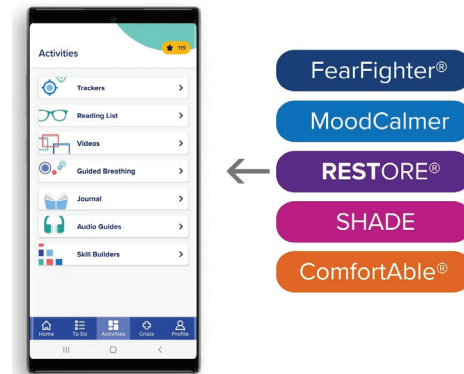 Activities
119
Trackers
Reading List
Videos
Guided Breathing
Journal
Audio Guides
Skill Builders
Home To Do Activities Crisis Profile
FearFighter®
MoodCalmer
RESTORE®
SHADE
ComfortAble®